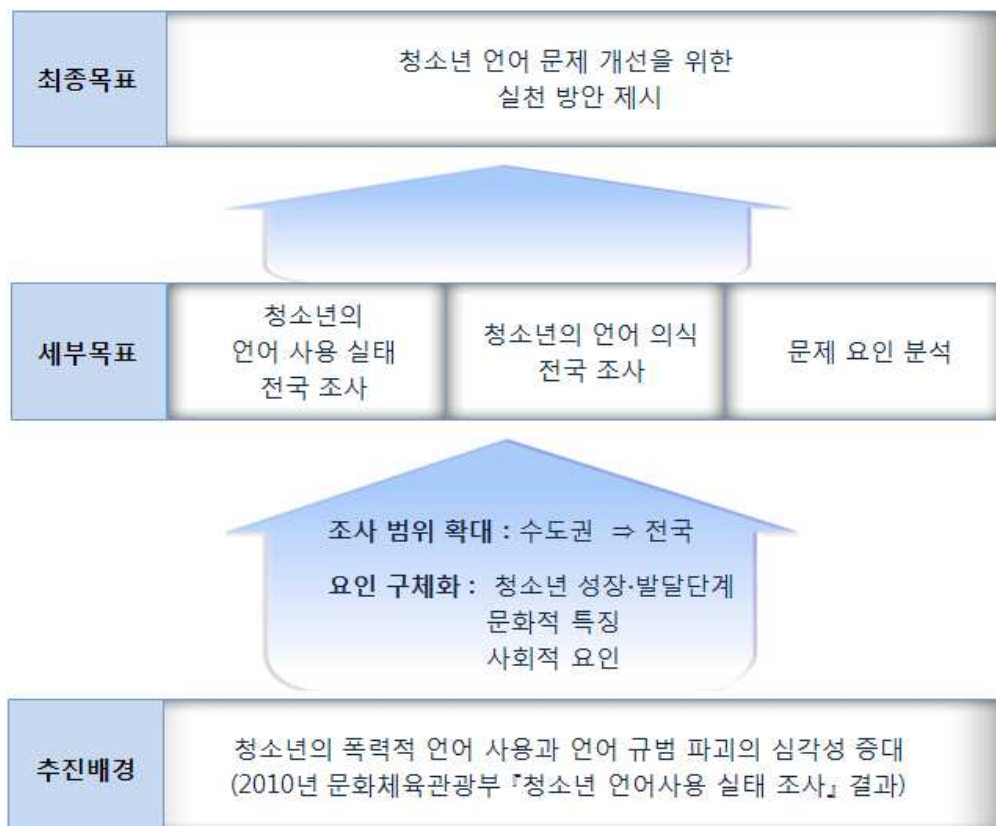 최종목표
청소년 언어 문제 개선을 위한
실천 방안 제시
세부목표
청소년의
언어 사용 실태
전국 조사
청소년의 언어 의식
전국 조사
문제 요인 분석
조사 범위 확대 : 수도권 ⇒ 전국
요인 구체화 : 청소년 성장·발달단계
문화적 특징
사회적 요인
추진배경
청소년의 폭력적 언어 사용과 언어 규범 파괴의 심각성 증대
(2010년 문화체육관광부 『청소년 언어사용 실태 조사』 결과)